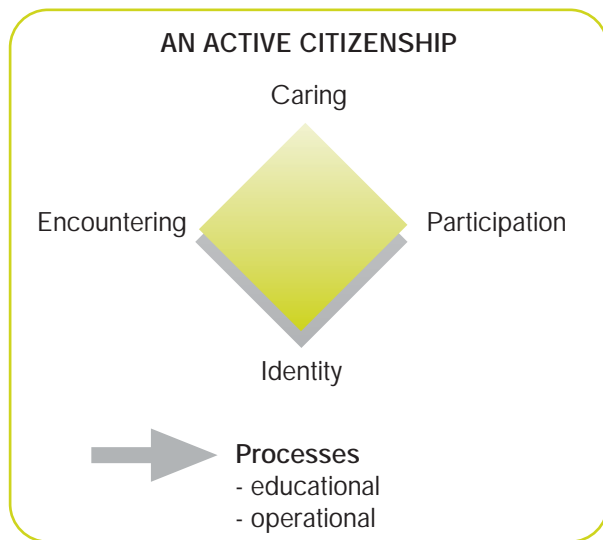 AN ACTIVE CITIZENSHIP
Caring
Encountering
Participation
Identity
Processes
- educational
- operational